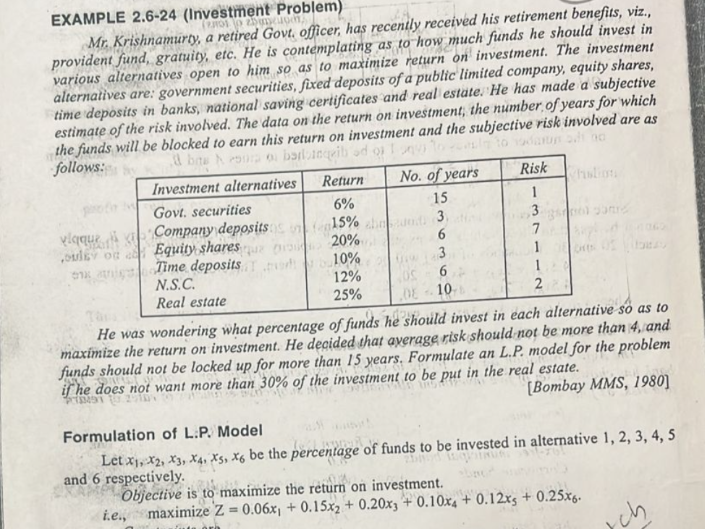 EXAMPLE 2.6-24 (Investment Problem)
Mr. Krishnamurty, a retired Govt. officer, has recently received his retirement benefits, viz.,
provident fund, gratuity, etc. He is contemplating as to how much funds he should invest in
various alternatives open to him so as to maximize return on investment. The investment
alternatives are: government securities, fixed deposits of a public limited company, equity shares,
time deposits in banks, national saving certificates and real estate. He has made a subjective
estimate of the risk involved. The data on the return on investment, the number of years for which
the funds will be blocked to earn this return on investment and the subjective risk involved are as
follows:
Investment alternatives Return No. of years Risk
Govt. securities 6% 15 1
Company deposits 15% 3 3
Equity shares 20% 6 7
Time deposits 10% 3 1
N.S.C. 12% 6 1
Real estate 25% 10 2
He was wondering what percentage of funds he should invest in each alternative so as to
maximize the return on investment. He decided that average risk should not be more than 4, and
funds should not be locked up for more than 15 years. Formulate an L.P. model for the problem
if he does not want more than 30% of the investment to be put in the real estate.
[Bombay MMS, 1980]
Formulation of L.P. Model
Let x₁, x₂, x₃, x₄, x₅, x₆ be the percentage of funds to be invested in alternative 1, 2, 3, 4, 5
and 6 respectively.
Objective is to maximize the return on investment.
i.e., maximize Z = 0.06x₁ + 0.15x₂ + 0.20x₃ + 0.10x₄ + 0.12x₅ + 0.25x₆.